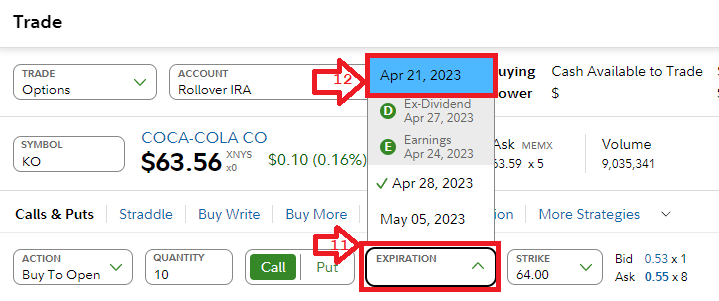 Trade
TRADE
Options
ACCOUNT
Rollover IRA
12
Apr 21, 2023
D Ex-Dividend
Apr 27, 2023
E Earnings
Apr 24, 2023
Apr 28, 2023
May 05, 2023
Cash Available to Trade
$
SYMBOL
KO
COCA-COLA CO
$63.56 XNYS
x0
$0.10 (0.16%)
Ask MEMX
63.59 x 5
Volume
9,035,341
Calls & Puts Straddle Buy Write Buy More More Strategies
11
ACTION
Buy To Open
QUANTITY
10
Call Put
EXPIRATION
STRIKE
64.00
Bid 0.53 x 1
Ask 0.55 x 8